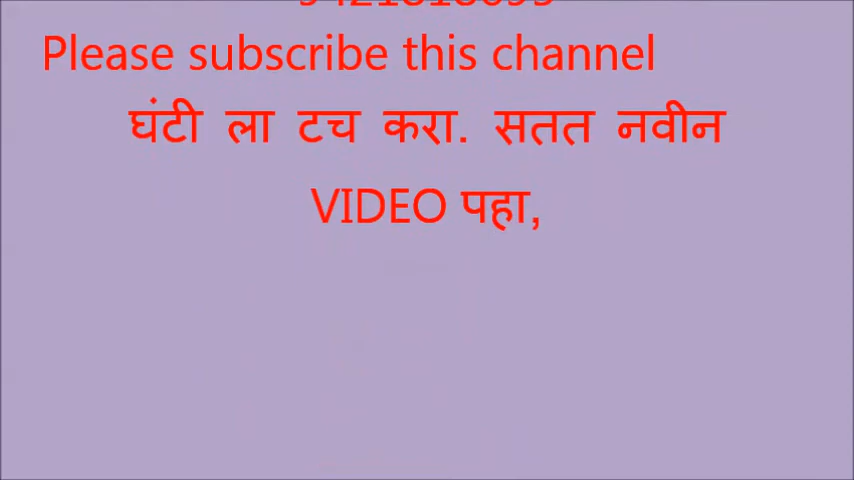 Please subscribe this channel
घंटी ला टच करा. सतत नवीन
VIDEO पहा,